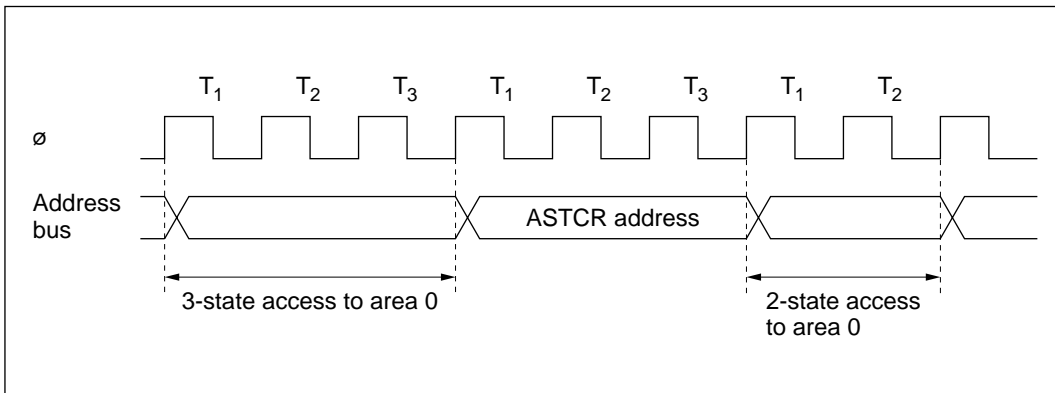 T₁ T₂ T₃ T₁ T₂ T₃ T₁ T₂
ø
Address
bus
ASTCR address
3-state access to area 0
2-state access
to area 0